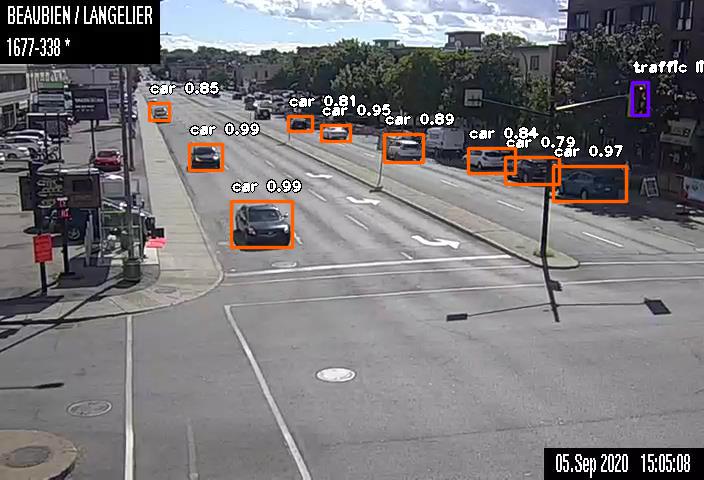 BEAUBIEN / LANGELIER
1677-338 *
traffic
car 0.85
car 0.81
car 0.95
car 0.89
car 0.99
car 0.84
car 0.79
car 0.97
car 0.99
05.Sep 2020 15:05:08